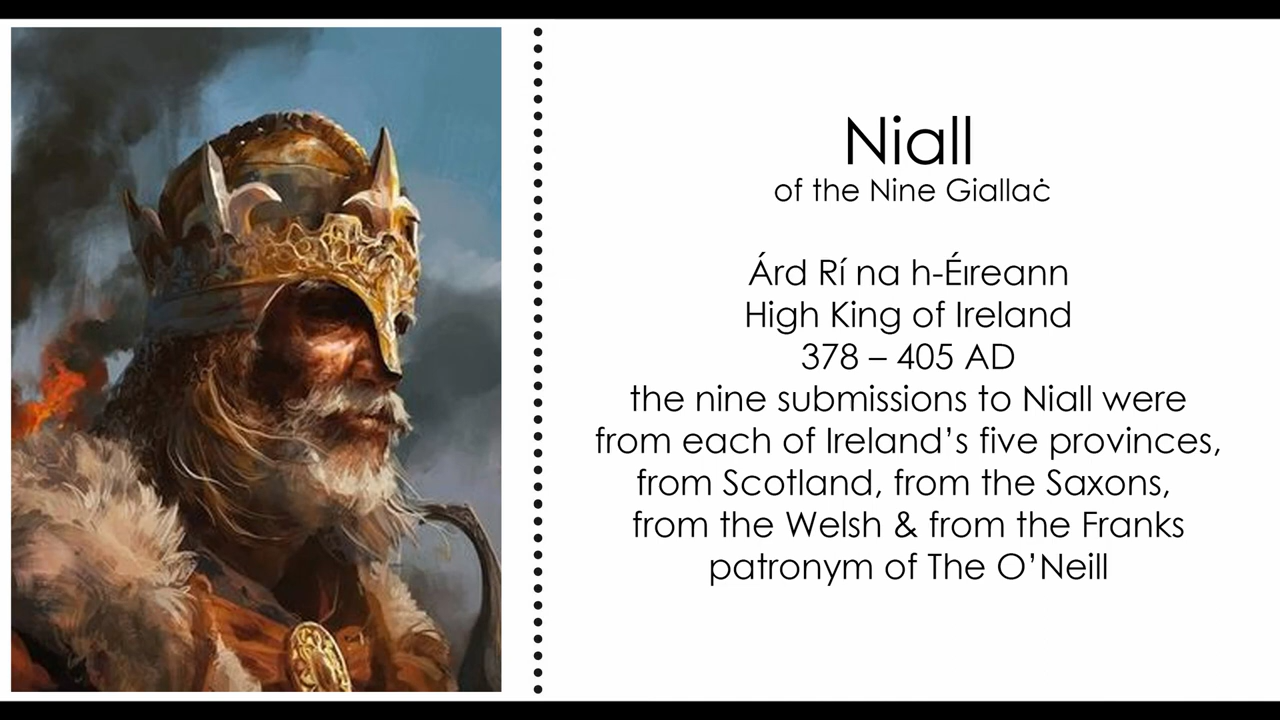 Niall
of the Nine Giallaċ
Árd Rí na h-Éıreann
High King of Ireland
378 – 405 AD
the nine submissions to Niall were
from each of Ireland’s five provinces,
from Scotland, from the Saxons,
from the Welsh & from the Franks
patronym of The O’Neill